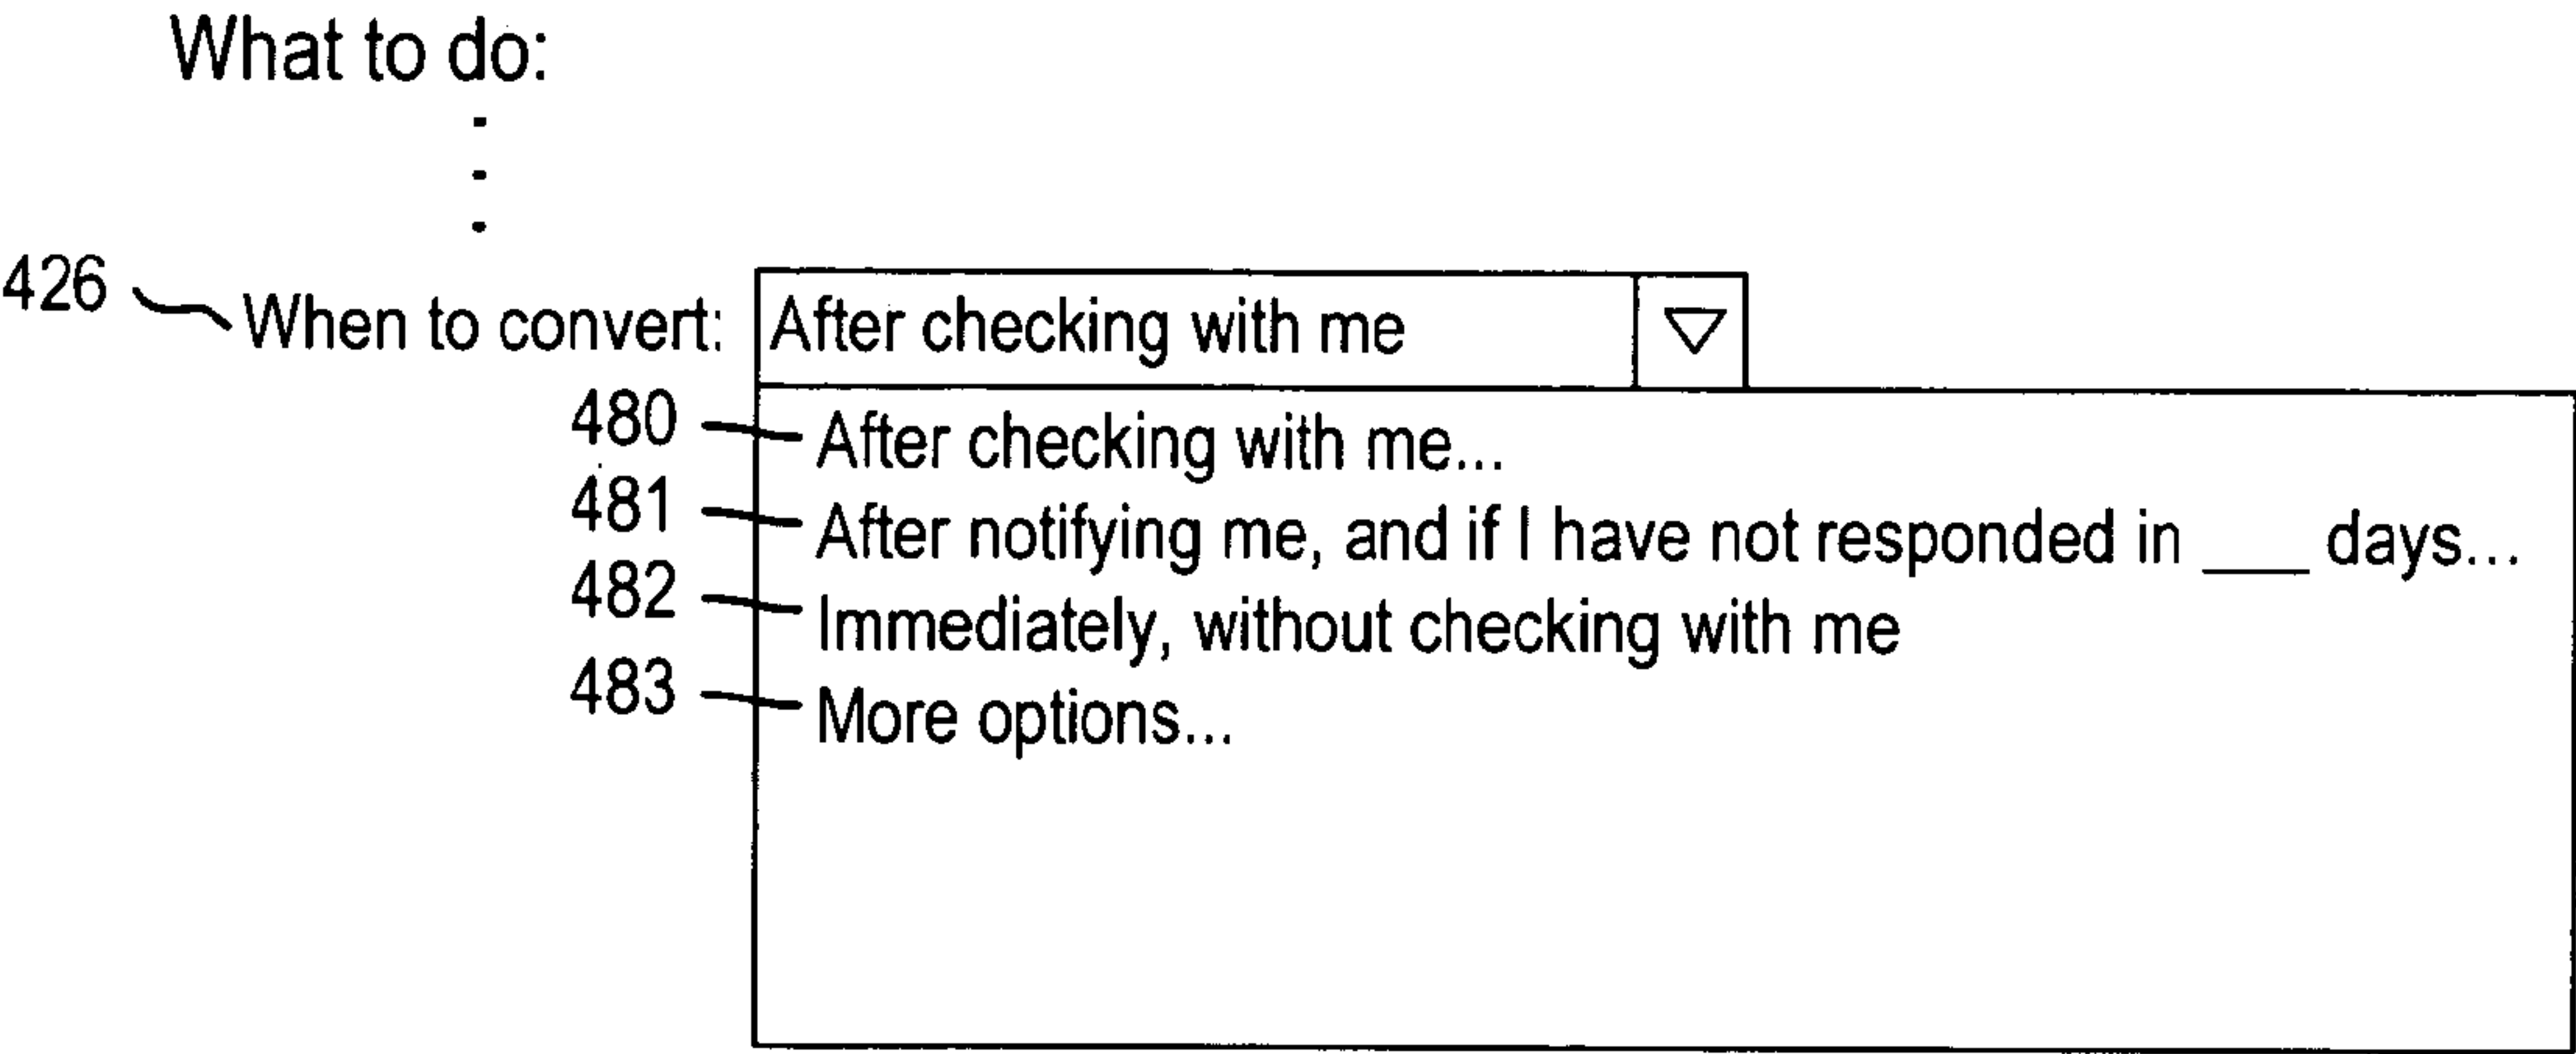 What to do:
426 When to convert: After checking with me
480 After checking with me...
481 After notifying me, and if I have not responded in ___ days...
482 Immediately, without checking with me
483 More options...